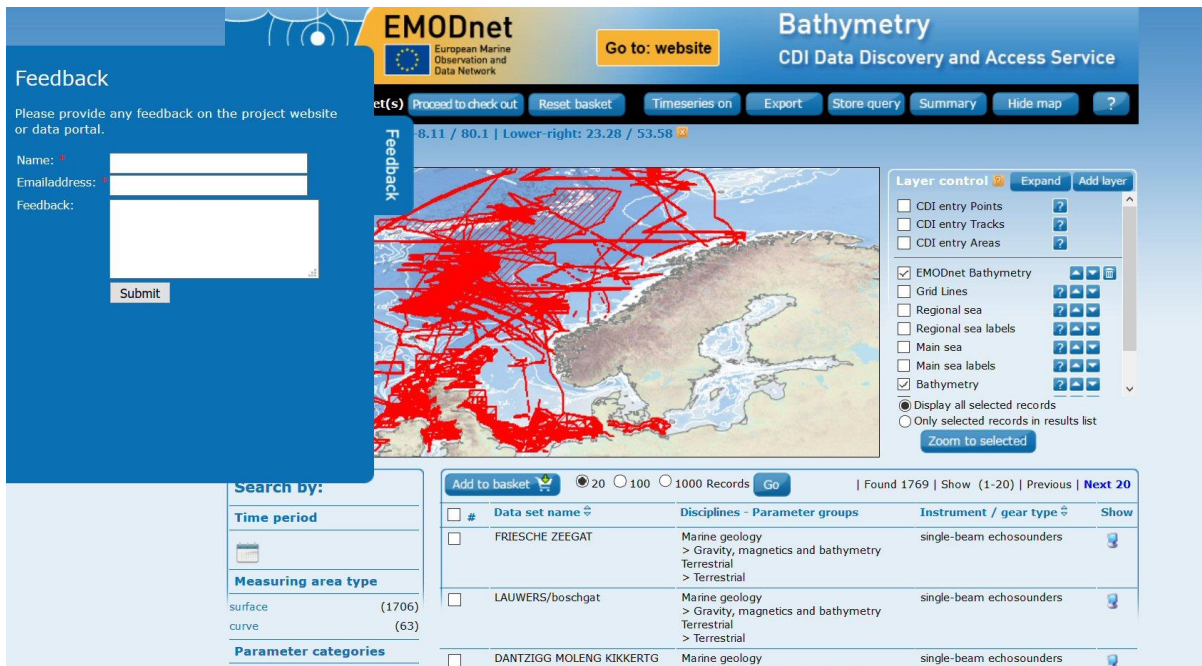 EMODnet
European Marine
Observation and
Data Network
Go to: website
Bathymetry
CDI Data Discovery and Access Service
Feedback
Please provide any feedback on the project website
or data portal.
Name: *
Emailaddress: *
Feedback:
Submit
Feedback
et(s) Proceed to check out Reset basket Timeseries on Export Store query Summary Hide map ?
-8.11 / 80.1 | Lower-right: 23.28 / 53.58
Layer control ? Expand Add layer
CDI entry Points ?
CDI entry Tracks ?
CDI entry Areas ?
EMODnet Bathymetry
Grid Lines ?
Regional sea ?
Regional sea labels ?
Main sea ?
Main sea labels ?
Bathymetry ?
Display all selected records
Only selected records in results list
Zoom to selected
Search by:
Time period
Measuring area type
surface (1706)
curve (63)
Parameter categories
Add to basket 20 100 1000 Records Go | Found 1769 | Show (1-20) | Previous | Next 20
# Data set name Disciplines - Parameter groups Instrument / gear type Show
FRIESCHE ZEEGAT Marine geology single-beam echosounders
> Gravity, magnetics and bathymetry
Terrestrial
> Terrestrial
LAUWERS/boschgat Marine geology single-beam echosounders
> Gravity, magnetics and bathymetry
Terrestrial
> Terrestrial
DANTZIGG MOLENG KIKKERTG Marine geology single-beam echosounders